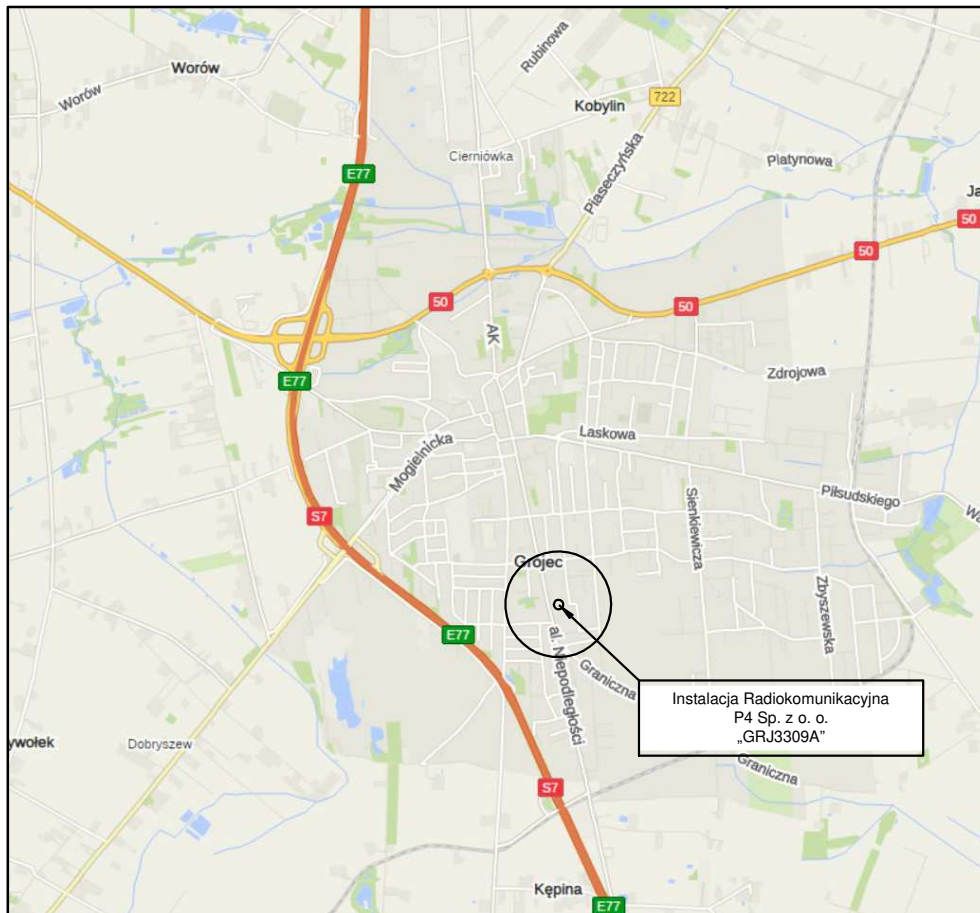 Rubinowa
Worów
722
Worów
Kobylin
Cierniówka
Platynowa
Piaseczyńska
E77
Ja
50
50
50
50
AK
E77
Zdrojowa
Laskowa
Mogielnicka
Piłsudskiego
Sienkiewicza
Wa
S7
Grójec
Zbyszewska
E77
al. Niepodległości
Graniczna
Instalacja Radiokomunikacyjna
P4 Sp. z o. o.
„GRJ3309A”
ywołek
Dobryszew
Graniczna
S7
Kępina
E77